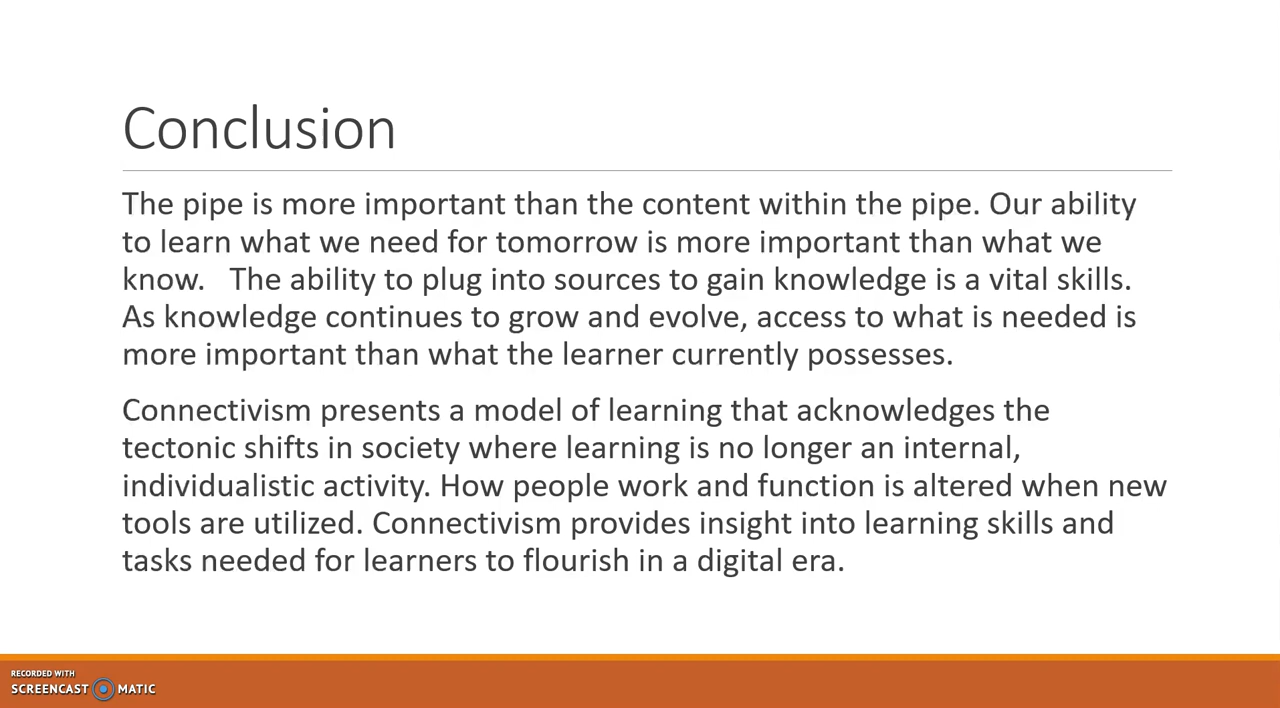 Conclusion
The pipe is more important than the content within the pipe. Our ability
to learn what we need for tomorrow is more important than what we
know.   The ability to plug into sources to gain knowledge is a vital skills.
As knowledge continues to grow and evolve, access to what is needed is
more important than what the learner currently possesses.
Connectivism presents a model of learning that acknowledges the
tectonic shifts in society where learning is no longer an internal,
individualistic activity. How people work and function is altered when new
tools are utilized. Connectivism provides insight into learning skills and
tasks needed for learners to flourish in a digital era.
RECORDED WITH
SCREENCAST MATIC